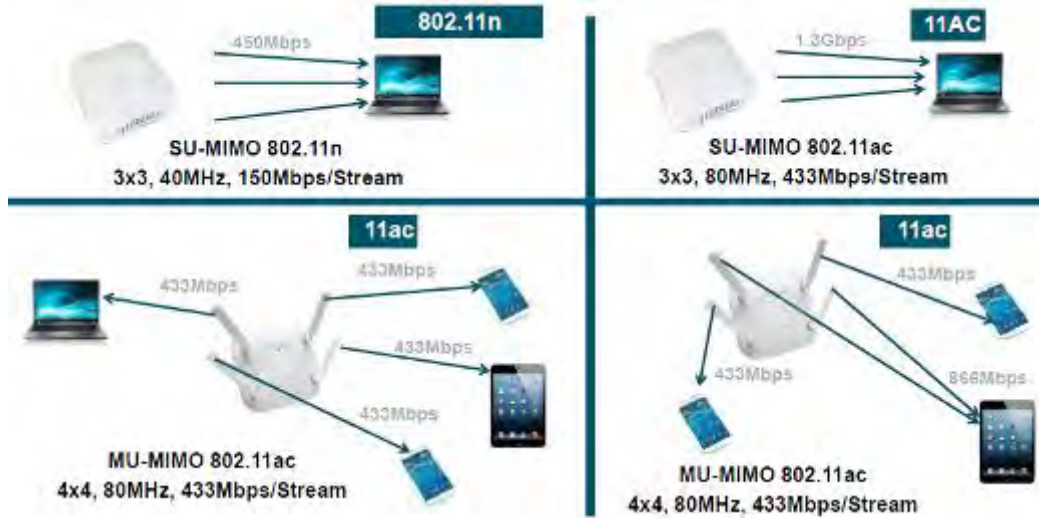 802.11n
450Mbps
SU-MIMO 802.11n
3x3, 40MHz, 150Mbps/Stream
11AC
1.3Gbps
SU-MIMO 802.11ac
3x3, 80MHz, 433Mbps/Stream
11ac
433Mbps
433Mbps
433Mbps
433Mbps
MU-MIMO 802.11ac
4x4, 80MHz, 433Mbps/Stream
11ac
433Mbps
433Mbps
866Mbps
MU-MIMO 802.11ac
4x4, 80MHz, 433Mbps/Stream